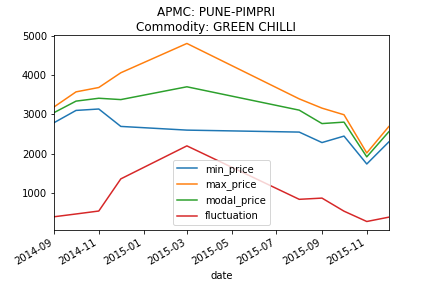 APMC: PUNE-PIMPRI
Commodity: GREEN CHILLI
5000
4000
3000
2000
1000
min_price
max_price
modal_price
fluctuation
2014-09
2014-11
2015-01
2015-03
2015-05
2015-07
2015-09
2015-11
date